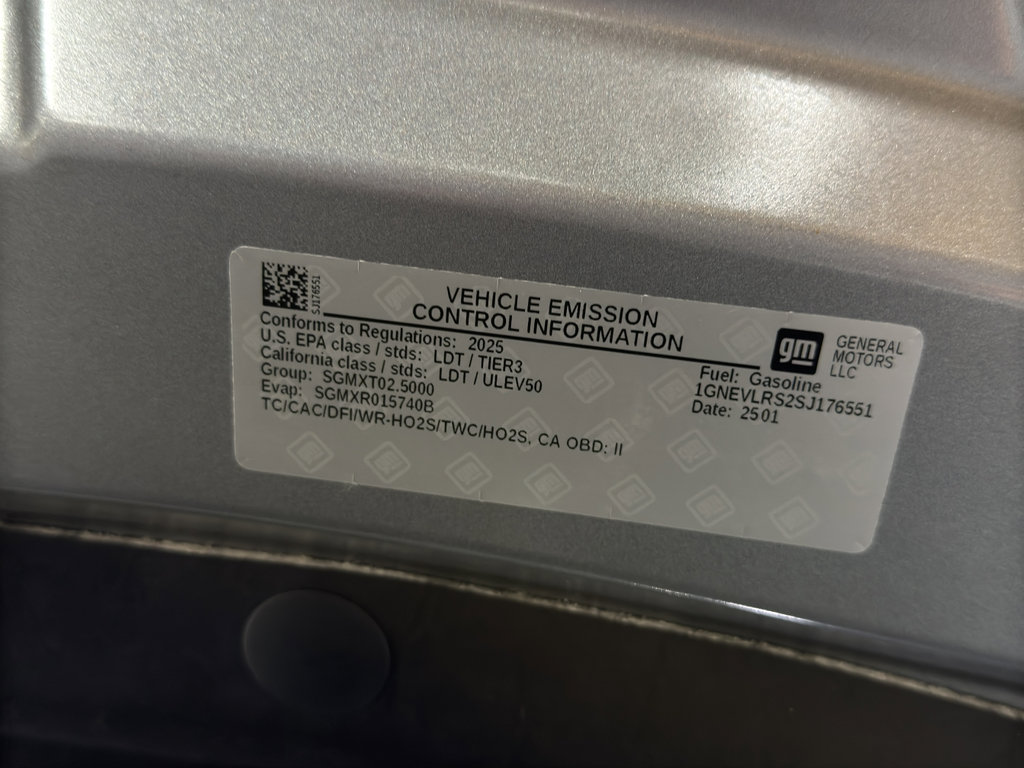 SJ176551
VEHICLE EMISSION
CONTROL INFORMATION
Conforms to Regulations: 2025
U.S. EPA class / stds: LDT / TIER3
California class / stds: LDT / ULEV50
Group: SGMXT02.5000
Evap: SGMXR015740B
TC/CAC/DFI/WR-HO2S/TWC/HO2S, CA OBD: II
gm
GENERAL
MOTORS
LLC
Fuel: Gasoline
1GNEVLRS2SJ176551
Date: 2501